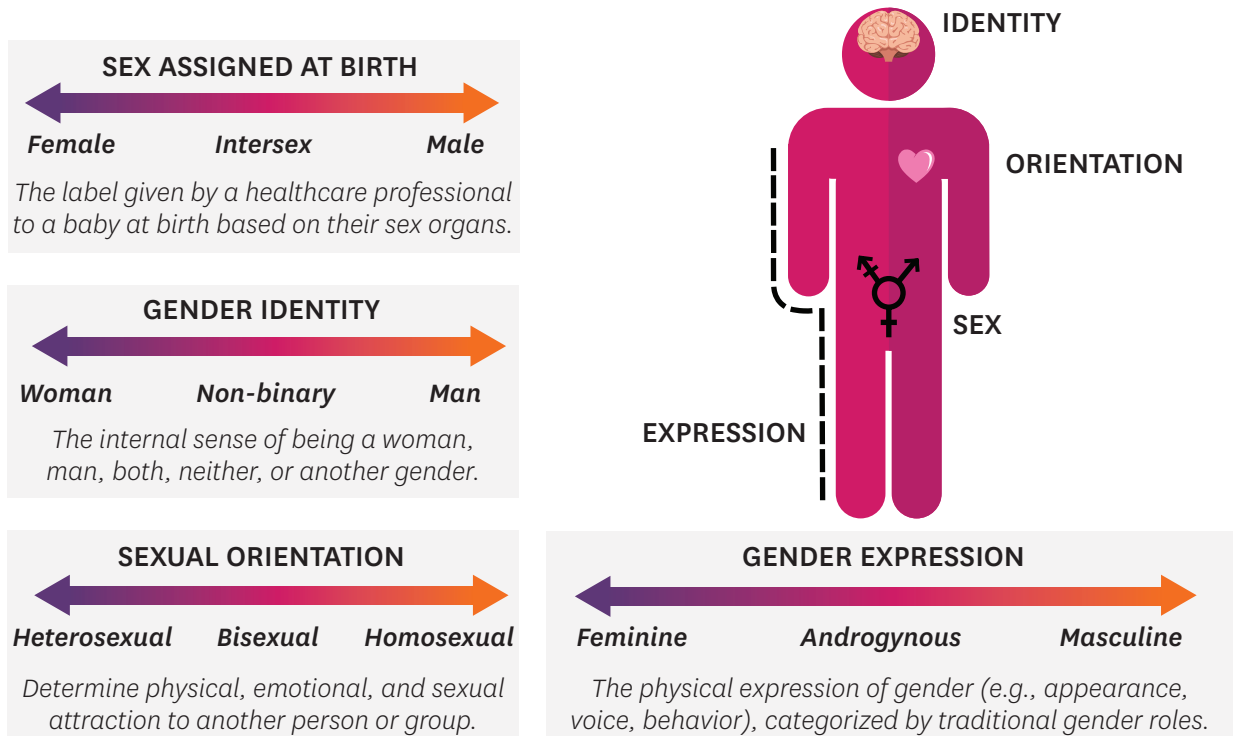 SEX ASSIGNED AT BIRTH
Female Intersex Male
The label given by a healthcare professional
to a baby at birth based on their sex organs.
GENDER IDENTITY
Woman Non-binary Man
The internal sense of being a woman,
man, both, neither, or another gender.
SEXUAL ORIENTATION
Heterosexual Bisexual Homosexual
Determine physical, emotional, and sexual
attraction to another person or group.
IDENTITY
ORIENTATION
SEX
EXPRESSION
GENDER EXPRESSION
Feminine Androgynous Masculine
The physical expression of gender (e.g., appearance,
voice, behavior), categorized by traditional gender roles.